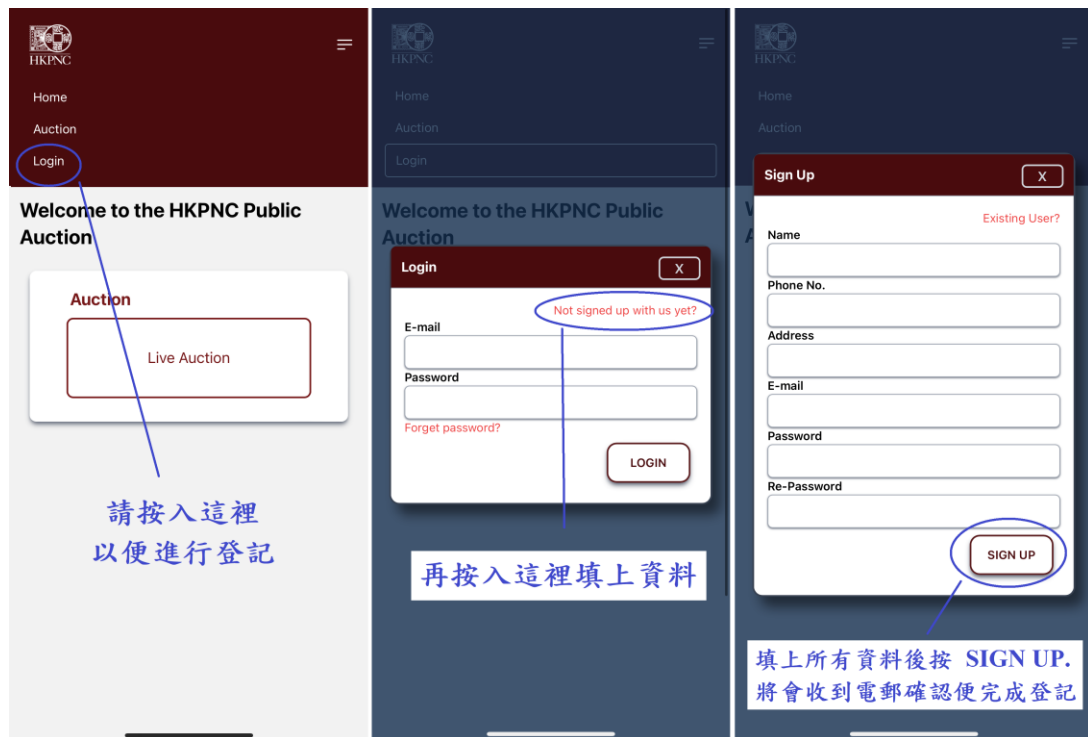 HKPNC
Home
Auction
Login
Welcome to the HKPNC Public
Auction
Auction
Live Auction
請按入這裡
以便進行登記
HKPNC
Home
Auction
Login
Welcome to the HKPNC Public
Auction
Login
X
Not signed up with us yet?
E-mail
Password
Forget password?
LOGIN
再按入這裡填上資料
HKPNC
Home
Auction
Sign Up
X
Existing User?
Name
Phone No.
Address
E-mail
Password
Re-Password
SIGN UP
填上所有資料後按 SIGN UP.
將會收到電郵確認便完成登記